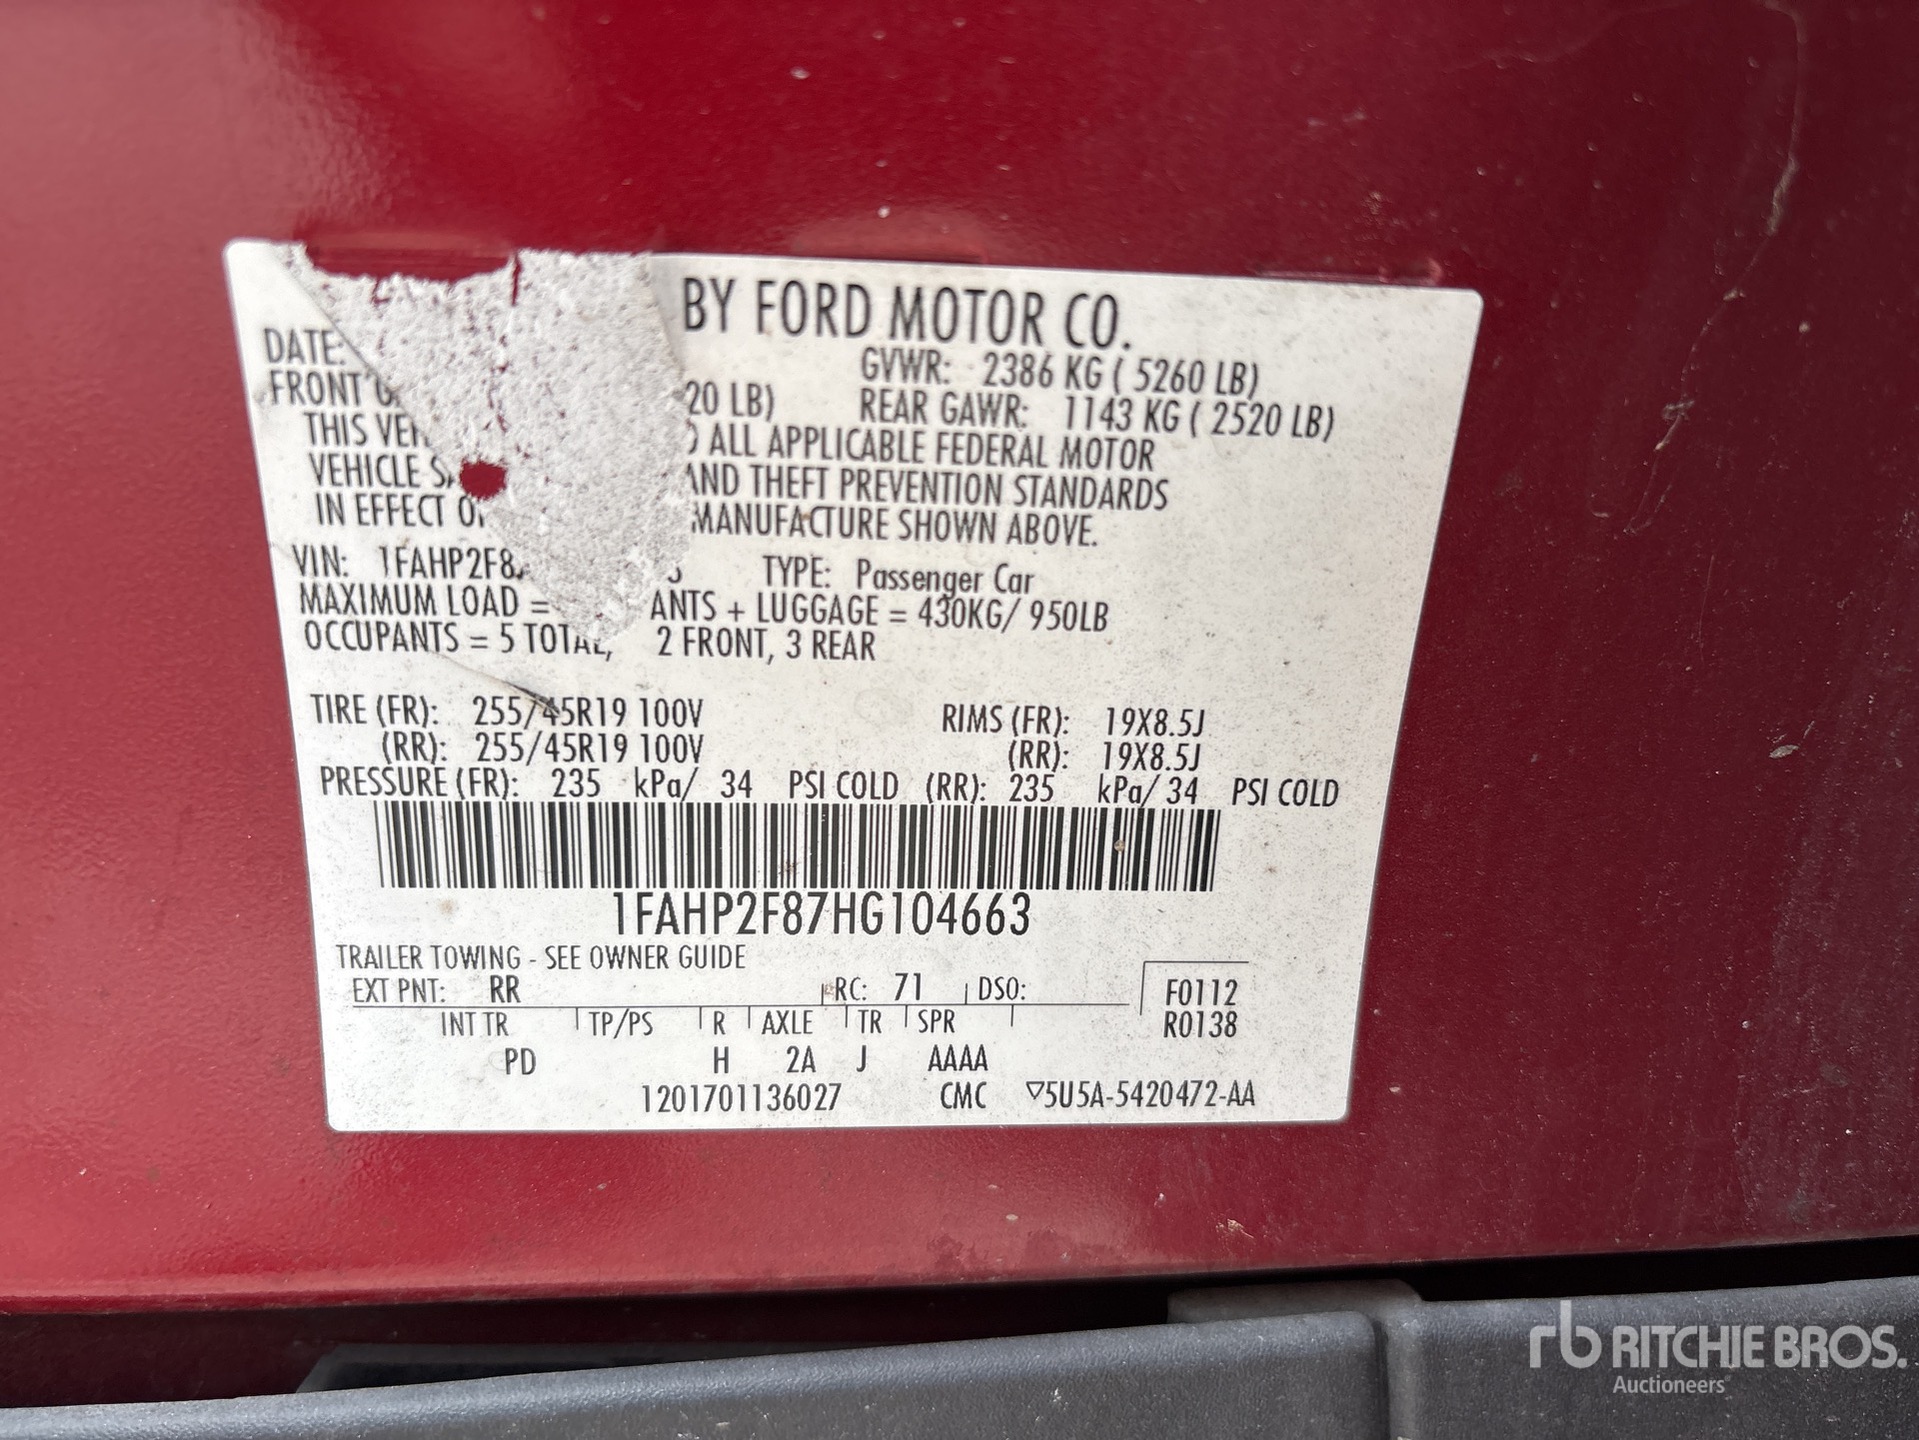 BY FORD MOTOR CO.
DATE: GVWR: 2386 KG ( 5260 LB)
FRONT 20 LB) REAR GAWR: 1143 KG ( 2520 LB)
THIS ALL APPLICABLE FEDERAL MOTOR
VEHICLE AND THEFT PREVENTION STANDARDS
IN EFFECT MANUFACTURE SHOWN ABOVE.
VIN: 1FAHP2F8 3 TYPE: Passenger Car
MAXIMUM LOAD = ANTS + LUGGAGE = 430KG/ 950LB
OCCUPANTS = 5 TOTAL, 2 FRONT, 3 REAR
TIRE (FR): 255/45R19 100V RIMS (FR): 19X8.5J
(RR): 255/45R19 100V (RR): 19X8.5J
PRESSURE (FR): 235 kPa/ 34 PSI COLD (RR): 235 kPa/ 34 PSI COLD
1FAHP2F87HG104663
TRAILER TOWING - SEE OWNER GUIDE
EXT PNT: RR RC: 71 DSO: F0112
INT TR TP/PS R AXLE TR SPR R0138
PD H 2A J AAAA
1201701136027 CMC ▽5U5A-5420472-AA
rb RITCHIE BROS.
Auctioneers